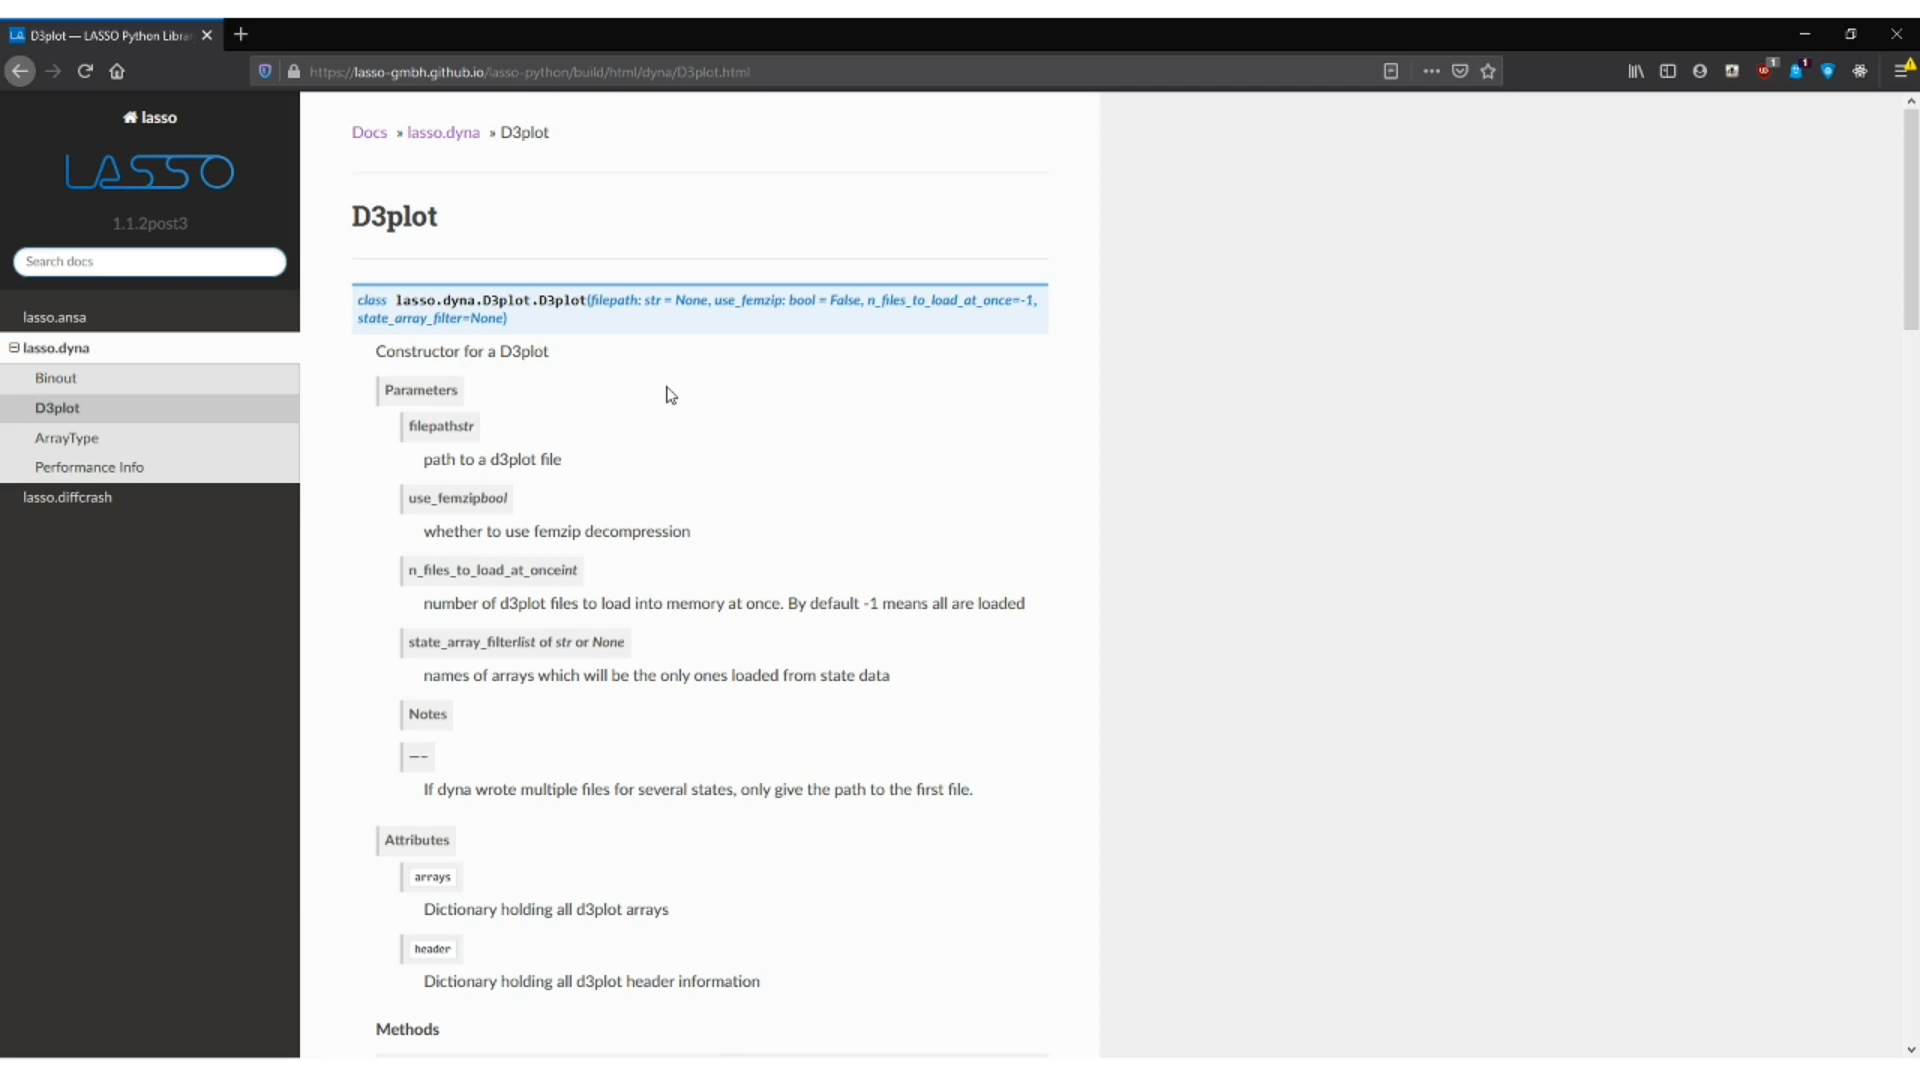 D3plot — LASSO Python Librar
https://lasso-gmbh.github.io/lasso-python/build/html/dyna/D3plot.html
1
1
lasso
LASSO
1.1.2post3
Search docs
lasso.ansa
lasso.dyna
Binout
D3plot
ArrayType
Performance Info
lasso.diffcrash
Docs » lasso.dyna » D3plot
D3plot
class lasso.dyna.D3plot.D3plot(filepath: str = None, use_femzip: bool = False, n_files_to_load_at_once=-1,
state_array_filter=None)
Constructor for a D3plot
Parameters
filepathstr
path to a d3plot file
use_femzipbool
whether to use femzip decompression
n_files_to_load_at_onceint
number of d3plot files to load into memory at once. By default -1 means all are loaded
state_array_filterlist of str or None
names of arrays which will be the only ones loaded from state data
Notes
—-
If dyna wrote multiple files for several states, only give the path to the first file.
Attributes
arrays
Dictionary holding all d3plot arrays
header
Dictionary holding all d3plot header information
Methods